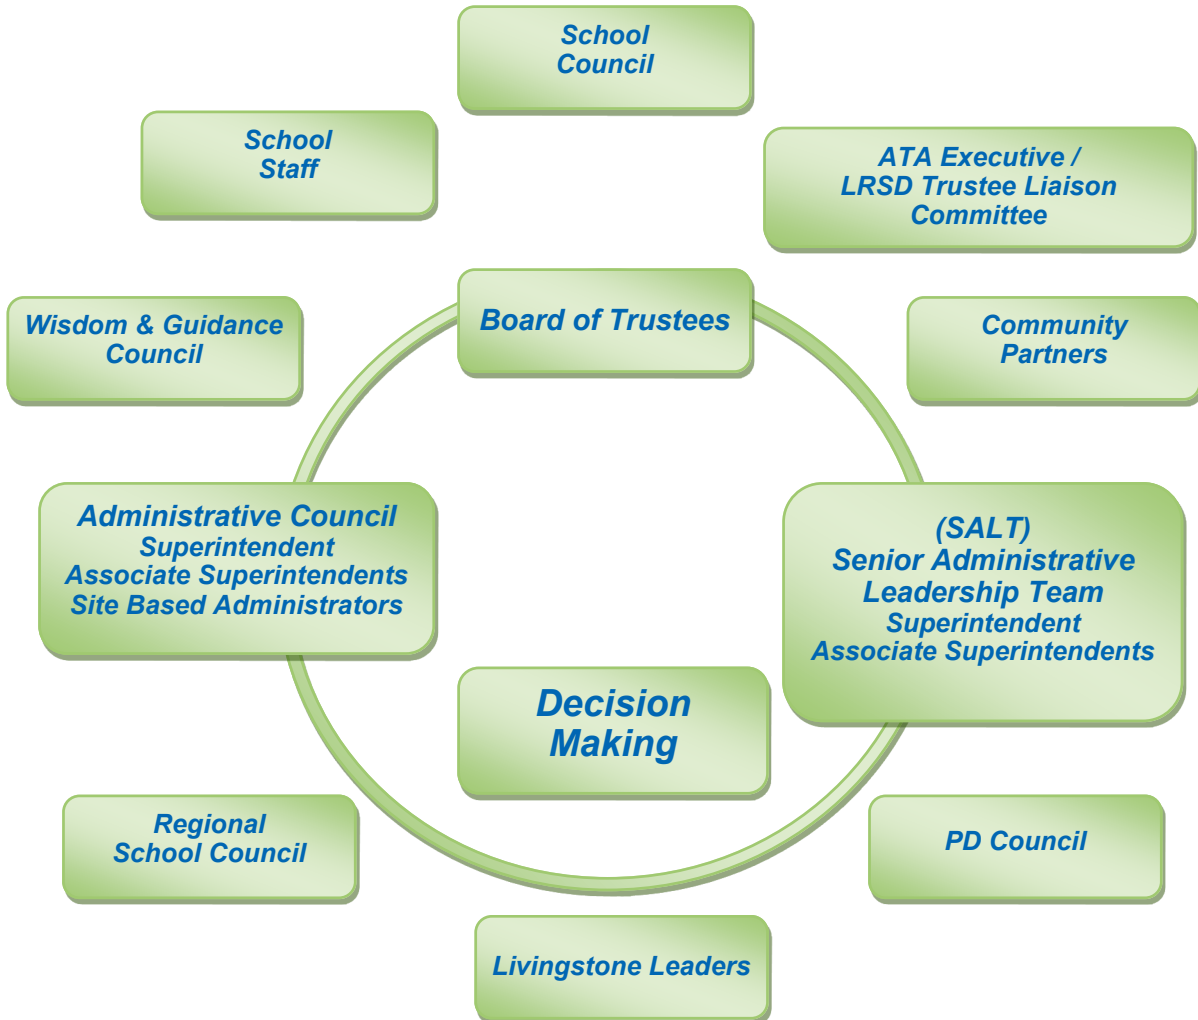 School
Council
School
Staff
ATA Executive /
LRSD Trustee Liaison
Committee
Wisdom & Guidance
Council
Board of Trustees
Community
Partners
Administrative Council
Superintendent
Associate Superintendents
Site Based Administrators
(SALT)
Senior Administrative
Leadership Team
Superintendent
Associate Superintendents
Decision
Making
Regional
School Council
PD Council
Livingstone Leaders